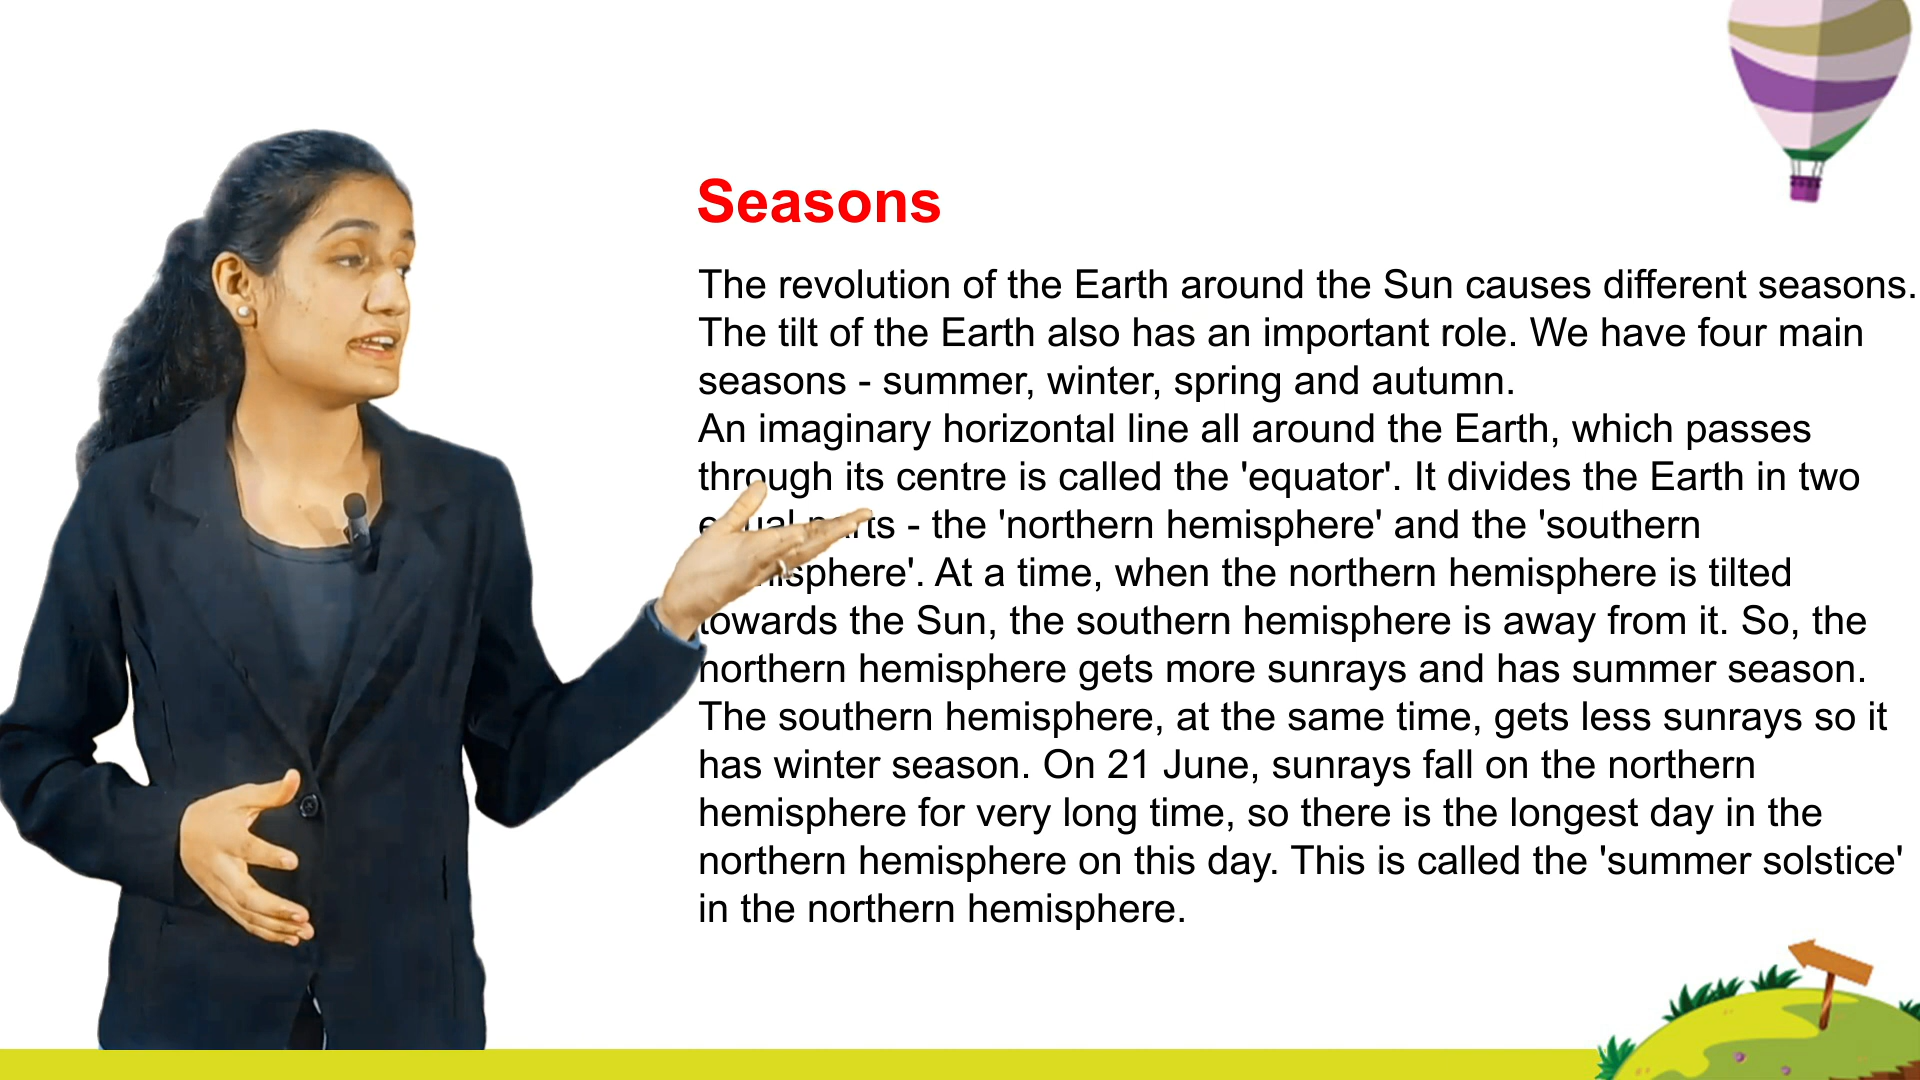 Seasons
The revolution of the Earth around the Sun causes different seasons.
The tilt of the Earth also has an important role. We have four main
seasons - summer, winter, spring and autumn.
An imaginary horizontal line all around the Earth, which passes
through its centre is called the 'equator'. It divides the Earth in two
equal parts - the 'northern hemisphere' and the 'southern
hemisphere'. At a time, when the northern hemisphere is tilted
towards the Sun, the southern hemisphere is away from it. So, the
northern hemisphere gets more sunrays and has summer season.
The southern hemisphere, at the same time, gets less sunrays so it
has winter season. On 21 June, sunrays fall on the northern
hemisphere for very long time, so there is the longest day in the
northern hemisphere on this day. This is called the 'summer solstice'
in the northern hemisphere.